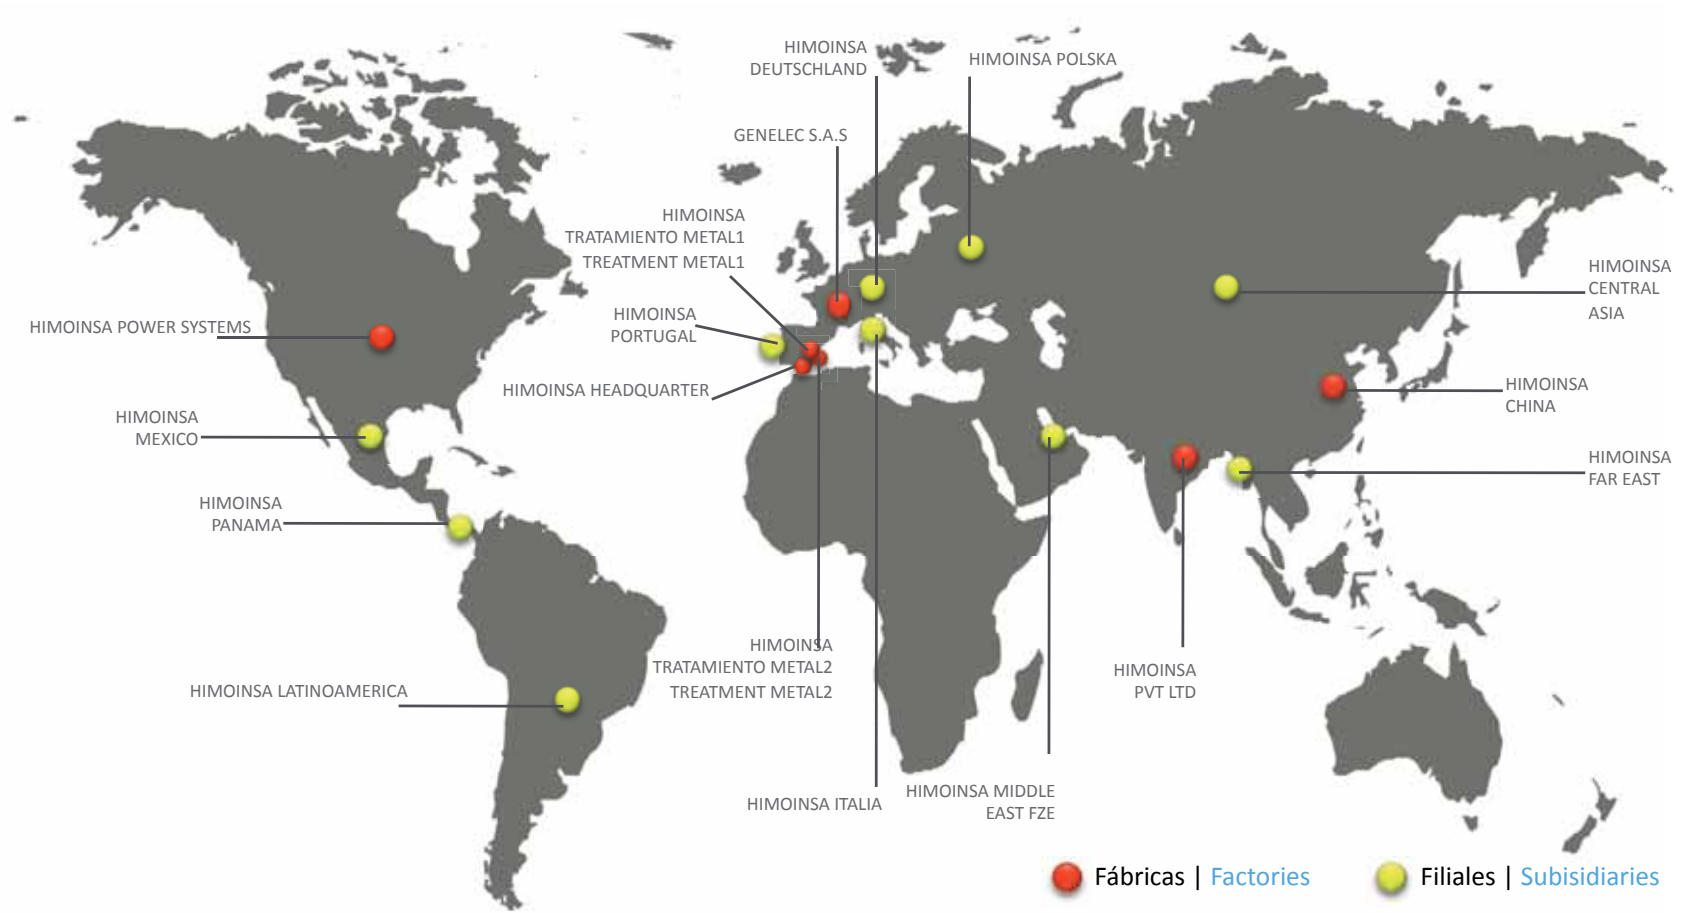 HIMOINSA
DEUTSCHLAND
HIMOINSA POLSKA
GENELEC S.A.S
HIMOINSA
TRATAMIENTO METAL1
TREATMENT METAL1
HIMOINSA
CENTRAL
ASIA
HIMOINSA
PORTUGAL
HIMOINSA POWER SYSTEMS
HIMOINSA HEADQUARTER
HIMOINSA
CHINA
HIMOINSA
MEXICO
HIMOINSA
FAR EAST
HIMOINSA
PANAMA
HIMOINSA
TRATAMIENTO METAL2
TREATMENT METAL2
HIMOINSA
PVT LTD
HIMOINSA LATINOAMERICA
HIMOINSA ITALIA
HIMOINSA MIDDLE
EAST FZE
Fábricas | Factories
Filiales | Subisidiaries